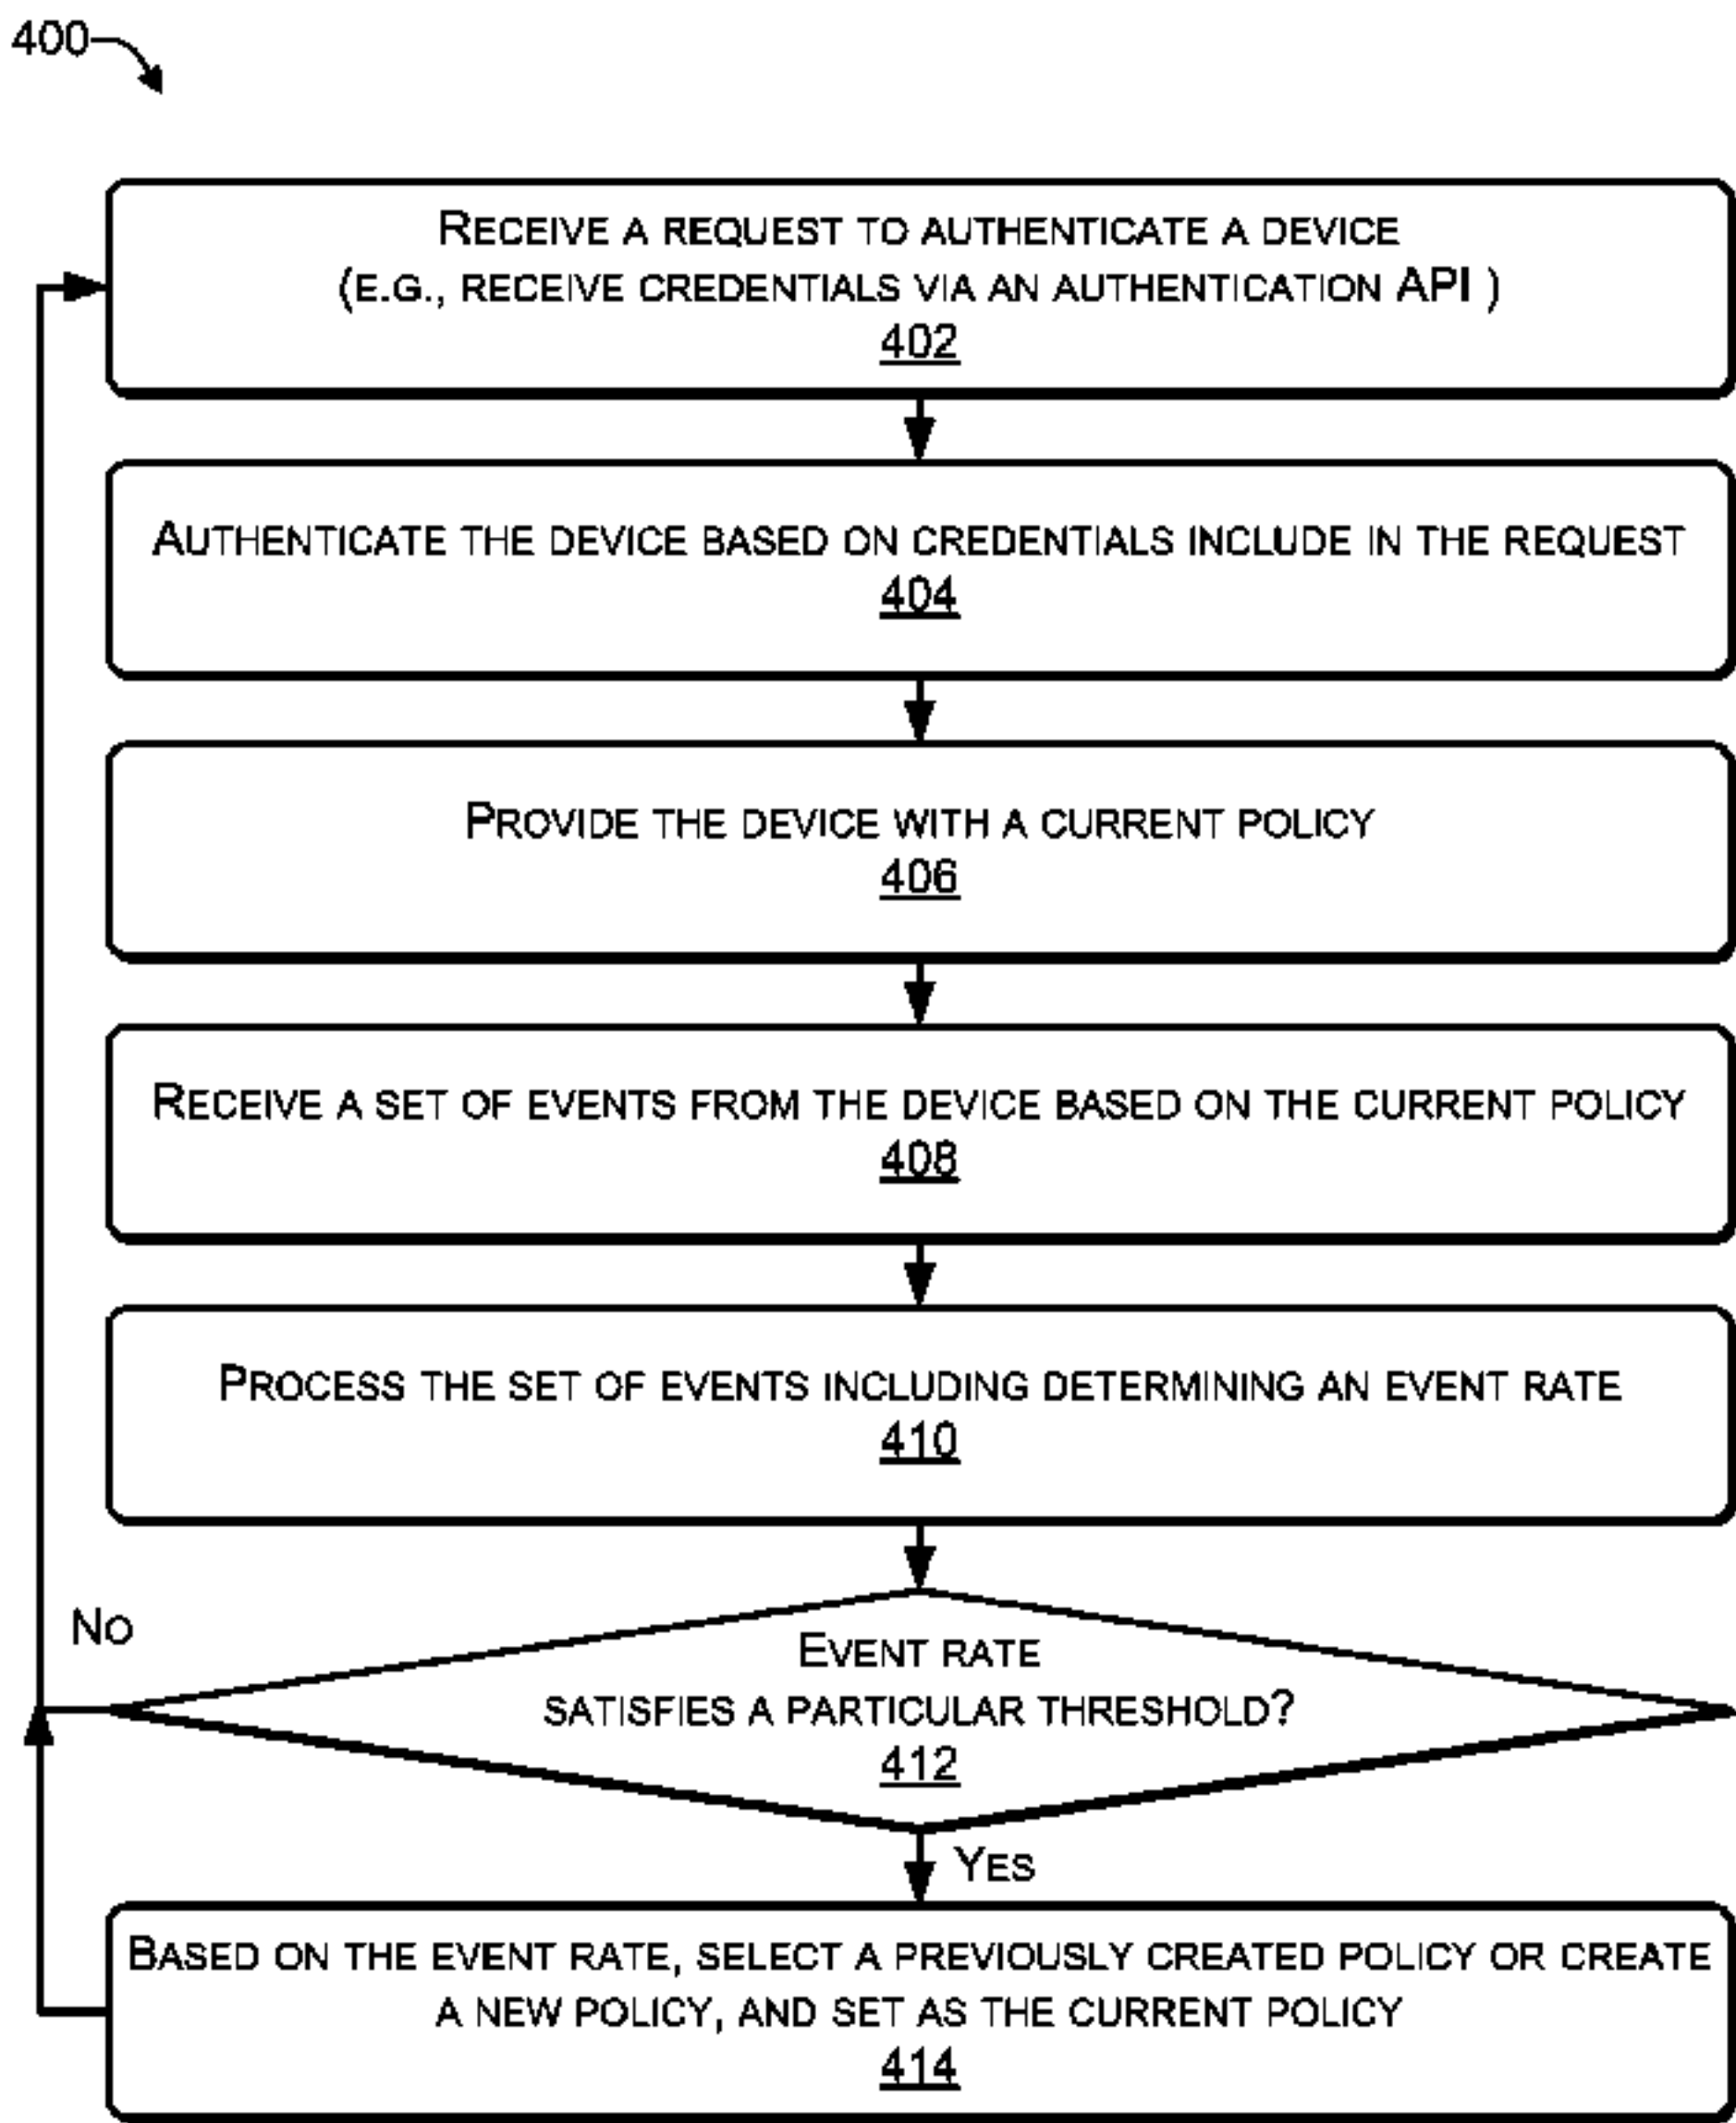 400
RECEIVE A REQUEST TO AUTHENTICATE A DEVICE
(E.G., RECEIVE CREDENTIALS VIA AN AUTHENTICATION API )
402
AUTHENTICATE THE DEVICE BASED ON CREDENTIALS INCLUDE IN THE REQUEST
404
PROVIDE THE DEVICE WITH A CURRENT POLICY
406
RECEIVE A SET OF EVENTS FROM THE DEVICE BASED ON THE CURRENT POLICY
408
PROCESS THE SET OF EVENTS INCLUDING DETERMINING AN EVENT RATE
410
NO
EVENT RATE
SATISFIES A PARTICULAR THRESHOLD?
412
YES
BASED ON THE EVENT RATE, SELECT A PREVIOUSLY CREATED POLICY OR CREATE
A NEW POLICY, AND SET AS THE CURRENT POLICY
414